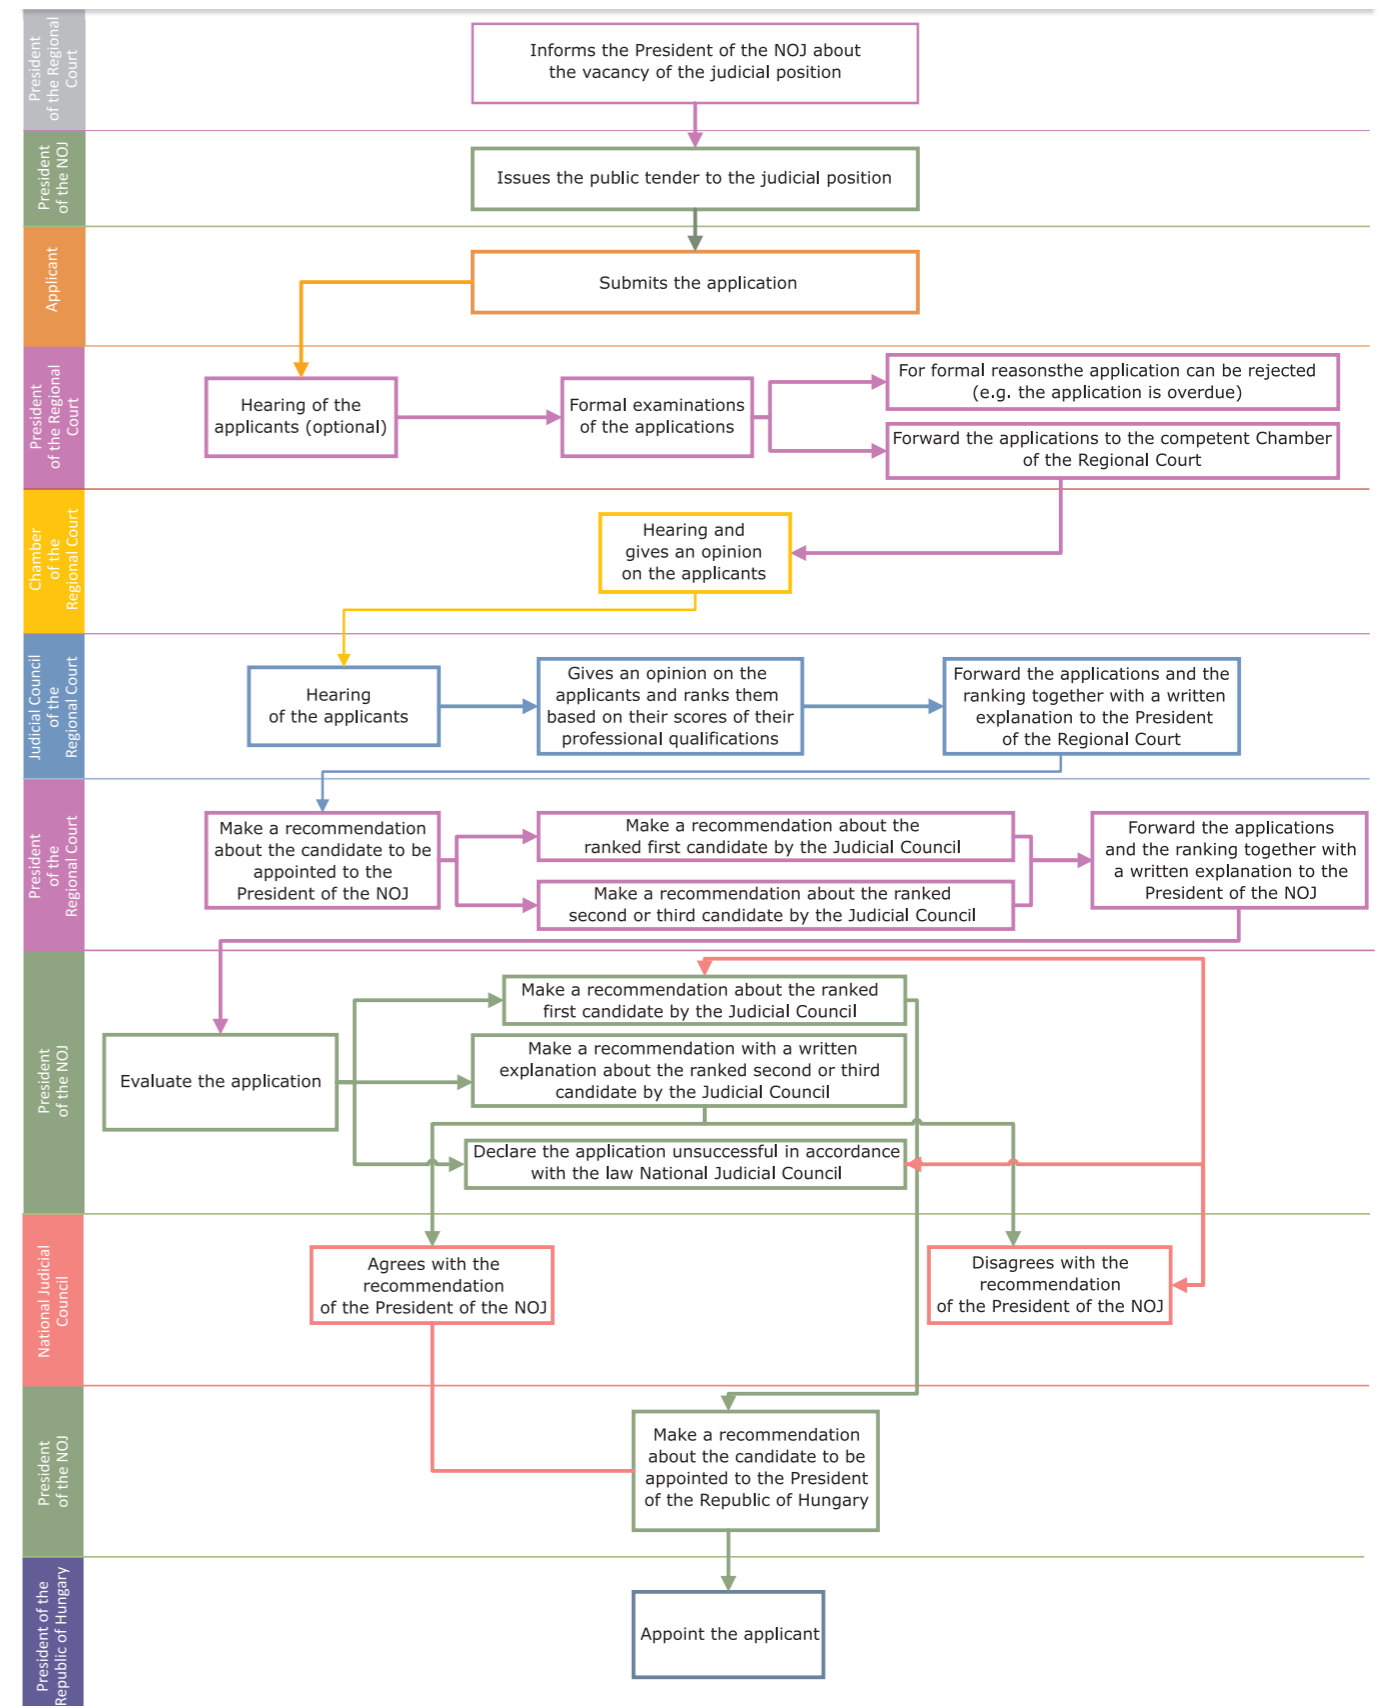 President
of the Regional
Court
Informs the President of the NOJ about
the vacancy of the judicial position
President
of the NOJ
Issues the public tender to the judicial position
Applicant
Submits the application
President
of the Regional
Court
Hearing of the
applicants (optional)
Formal examinations
of the applications
For formal reasonsthe application can be rejected
(e.g. the application is overdue)
Forward the applications to the competent Chamber
of the Regional Court
Chamber
of the
Regional Court
Hearing and
gives an opinion
on the applicants
Judicial Council
of the
Regional Court
Hearing
of the applicants
Gives an opinion on the
applicants and ranks them
based on their scores of their
professional qualifications
Forward the applications and the
ranking together with a written
explanation to the President
of the Regional Court
President
of the
Regional Court
Make a recommendation
about the candidate to be
appointed to the
President of the NOJ
Make a recommendation about the
ranked first candidate by the Judicial Council
Make a recommendation about the ranked
second or third candidate by the Judicial Council
Forward the applications
and the ranking together with
a written explanation to the
President of the NOJ
President
of the NOJ
Evaluate the application
Make a recommendation about the ranked
first candidate by the Judicial Council
Make a recommendation with a written
explanation about the ranked second or third
candidate by the Judicial Council
Declare the application unsuccessful in accordance
with the law National Judicial Council
National Judicial
Council
Agrees with the
recommendation
of the President of the NOJ
Disagrees with the
recommendation
of the President of the NOJ
President
of the NOJ
Make a recommendation
about the candidate to be
appointed to the President
of the Republic of Hungary
President of the
Republic of Hungary
Appoint the applicant